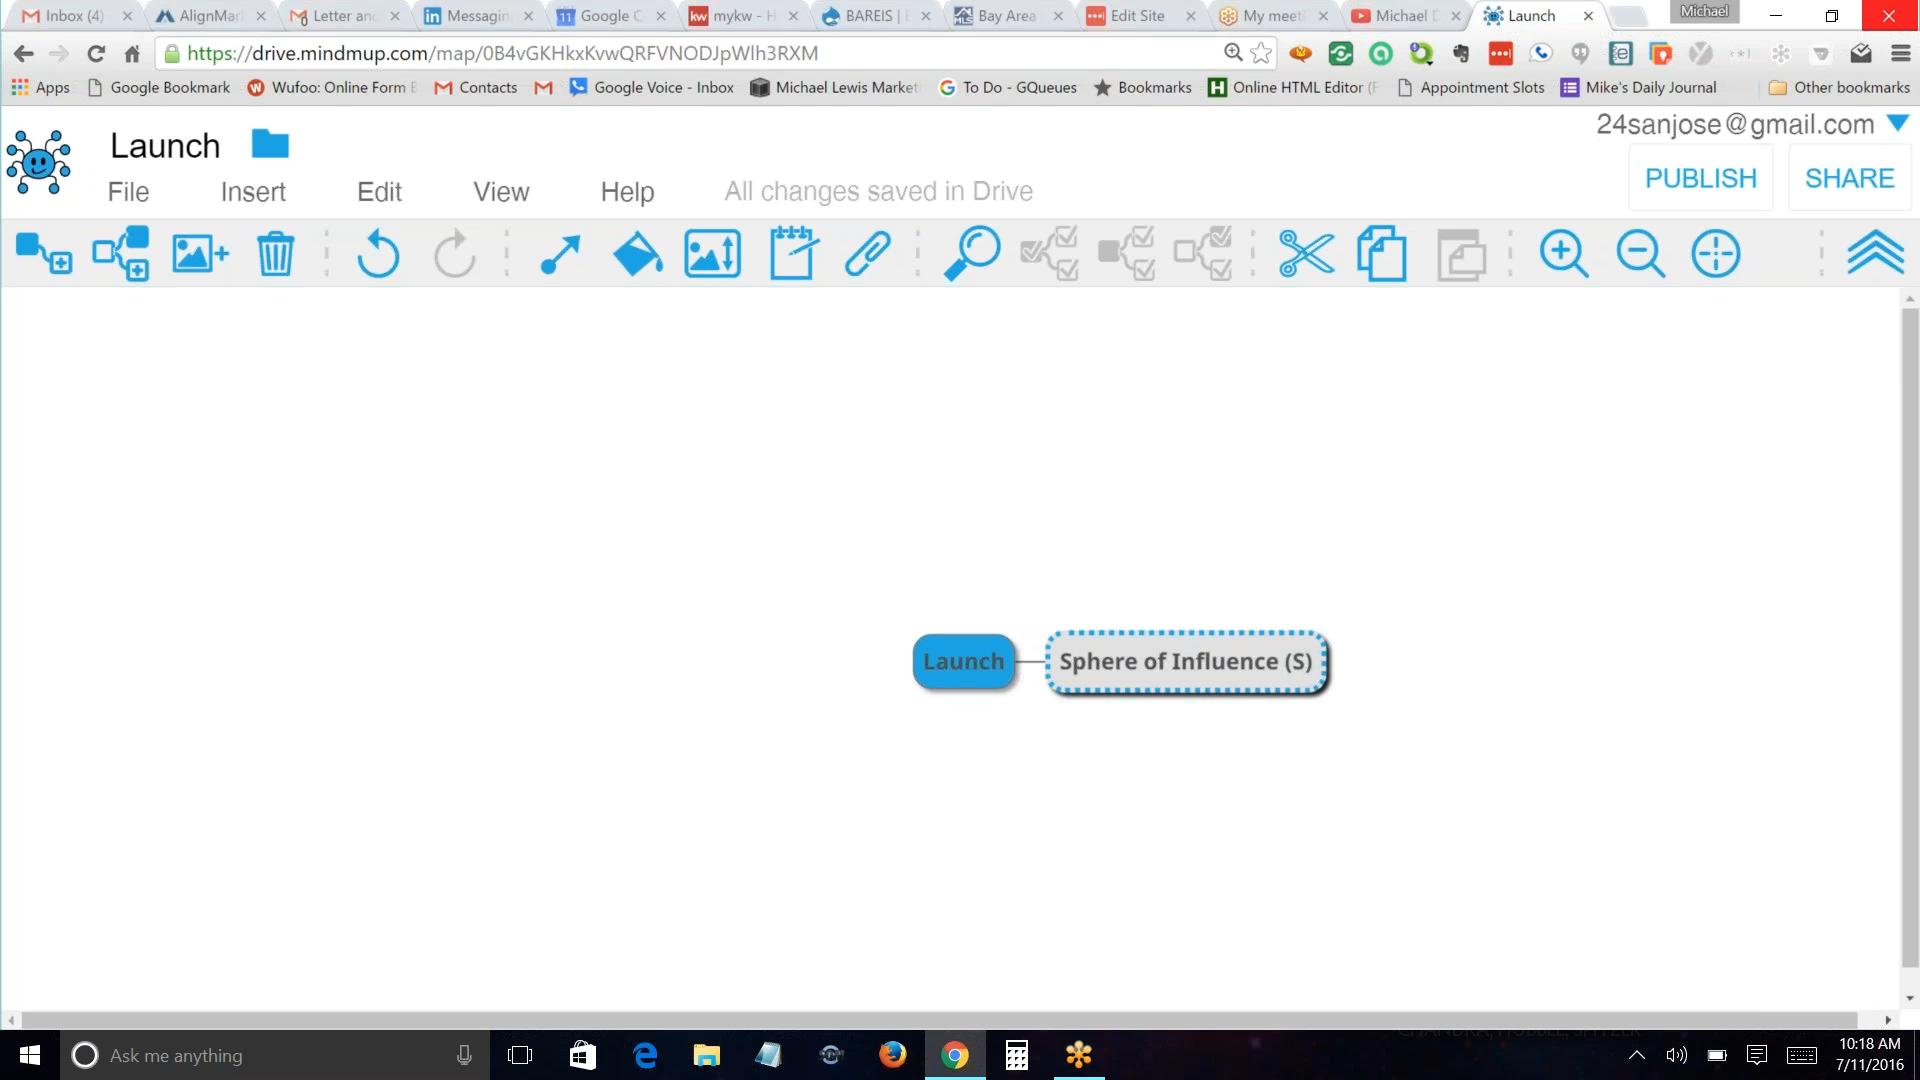 Inbox (4)
AlignMar
Letter an
Messagin
Google C
mykw - H
BAREIS |
Bay Area
Edit Site
My meeti
Michael D
Launch
Michael
https://drive.mindmup.com/map/0B4vGKHkxKvwQRFVNODJpWlh3RXM
Apps
Google Bookmark
Wufoo: Online Form B
Contacts
Google Voice - Inbox
Michael Lewis Market
To Do - GQueues
Bookmarks
Online HTML Editor (F
Appointment Slots
Mike's Daily Journal
Other bookmarks
24sanjose@gmail.com
Launch
File
Insert
Edit
View
Help
All changes saved in Drive
PUBLISH
SHARE
Launch
Sphere of Influence (S)
Ask me anything
10:18 AM
7/11/2016